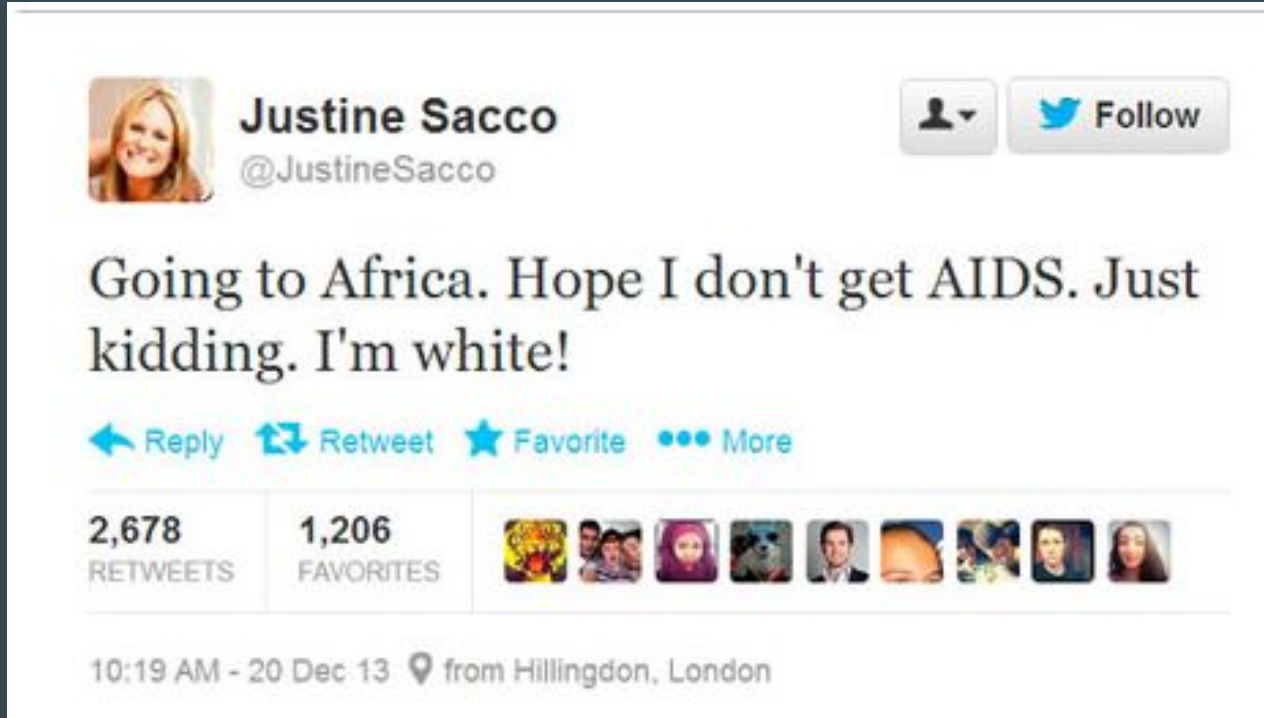 Justine Sacco
@JustineSacco
Follow
Going to Africa. Hope I don't get AIDS. Just
kidding. I'm white!
Reply Retweet Favorite More
2,678 1,206
RETWEETS FAVORITES
10:19 AM - 20 Dec 13 from Hillingdon, London